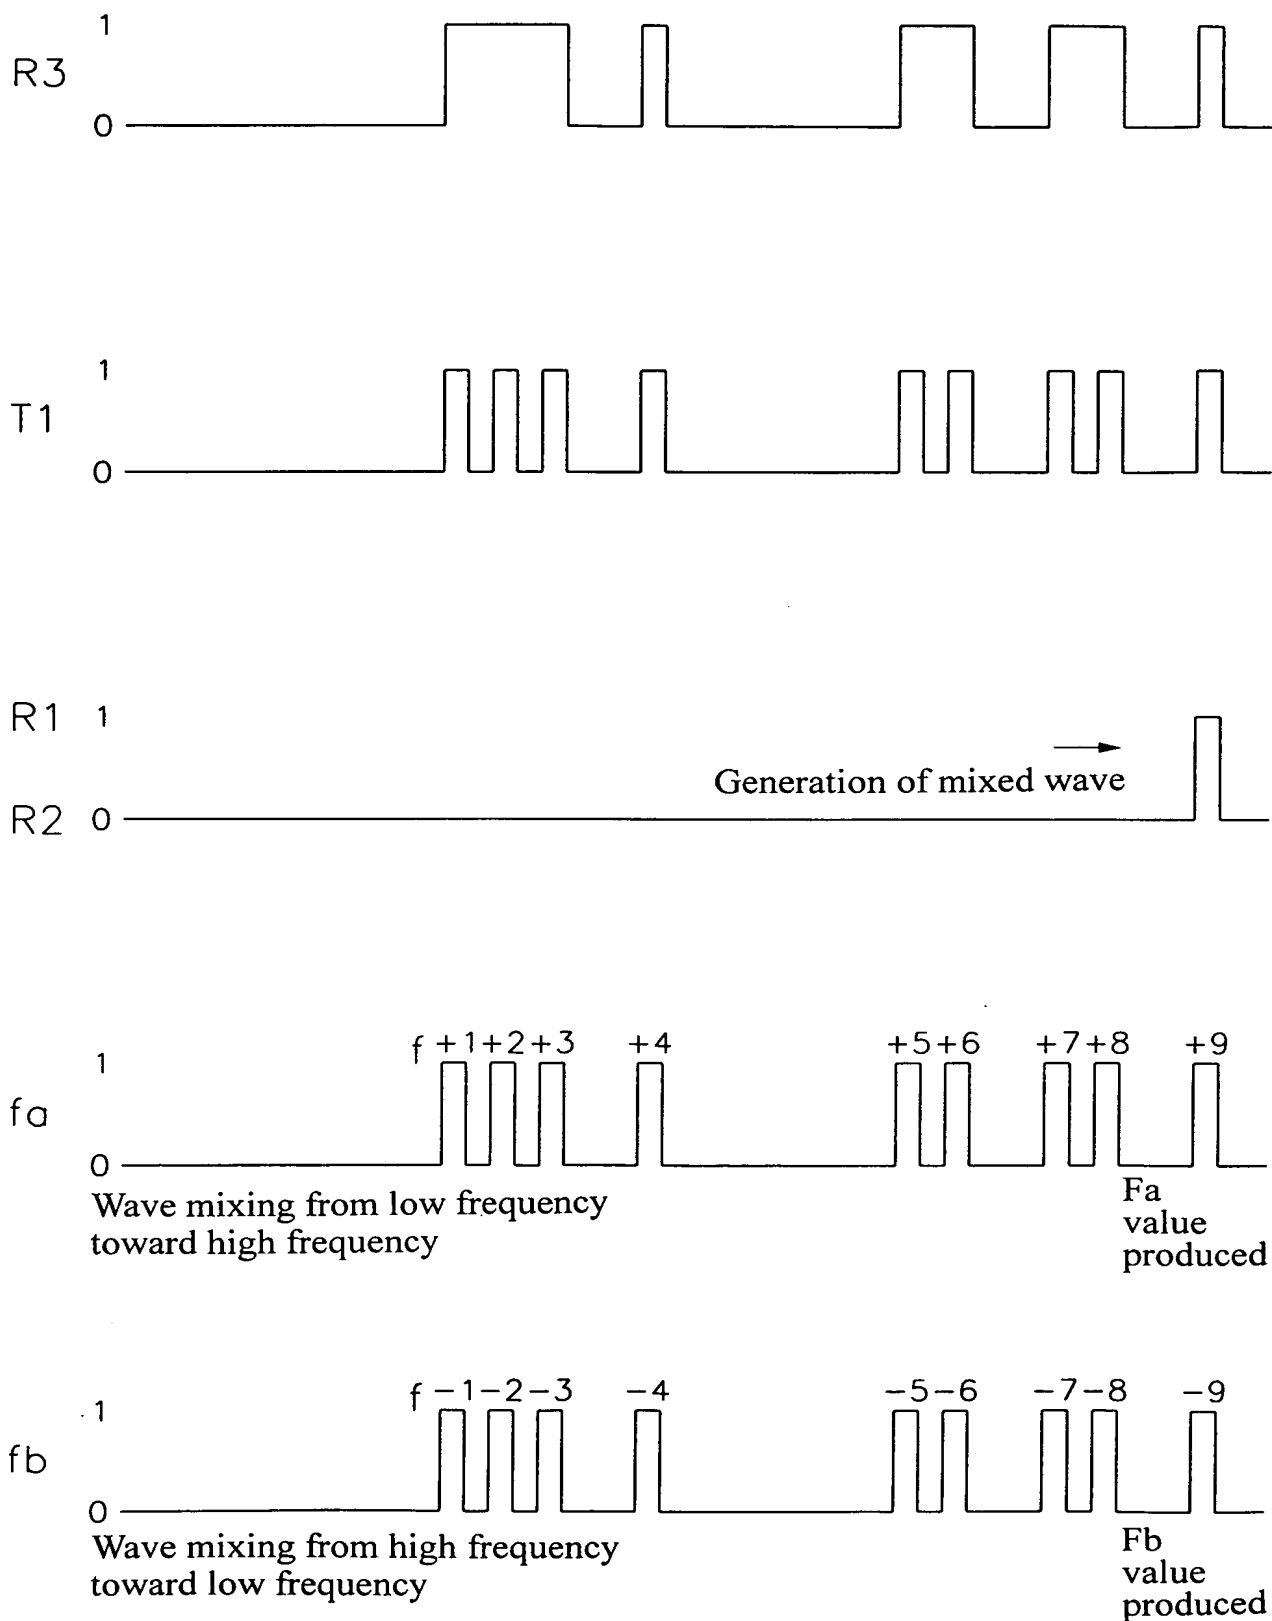 1
R3
0
1
T1
0
R1 1
Generation of mixed wave
R2 0
f +1 +2 +3 +4 +5 +6 +7 +8 +9
1
fa
0
Wave mixing from low frequency
toward high frequency
Fa
value
produced
f -1 -2 -3 -4 -5 -6 -7 -8 -9
1
fb
0
Wave mixing from high frequency
toward low frequency
Fb
value
produced